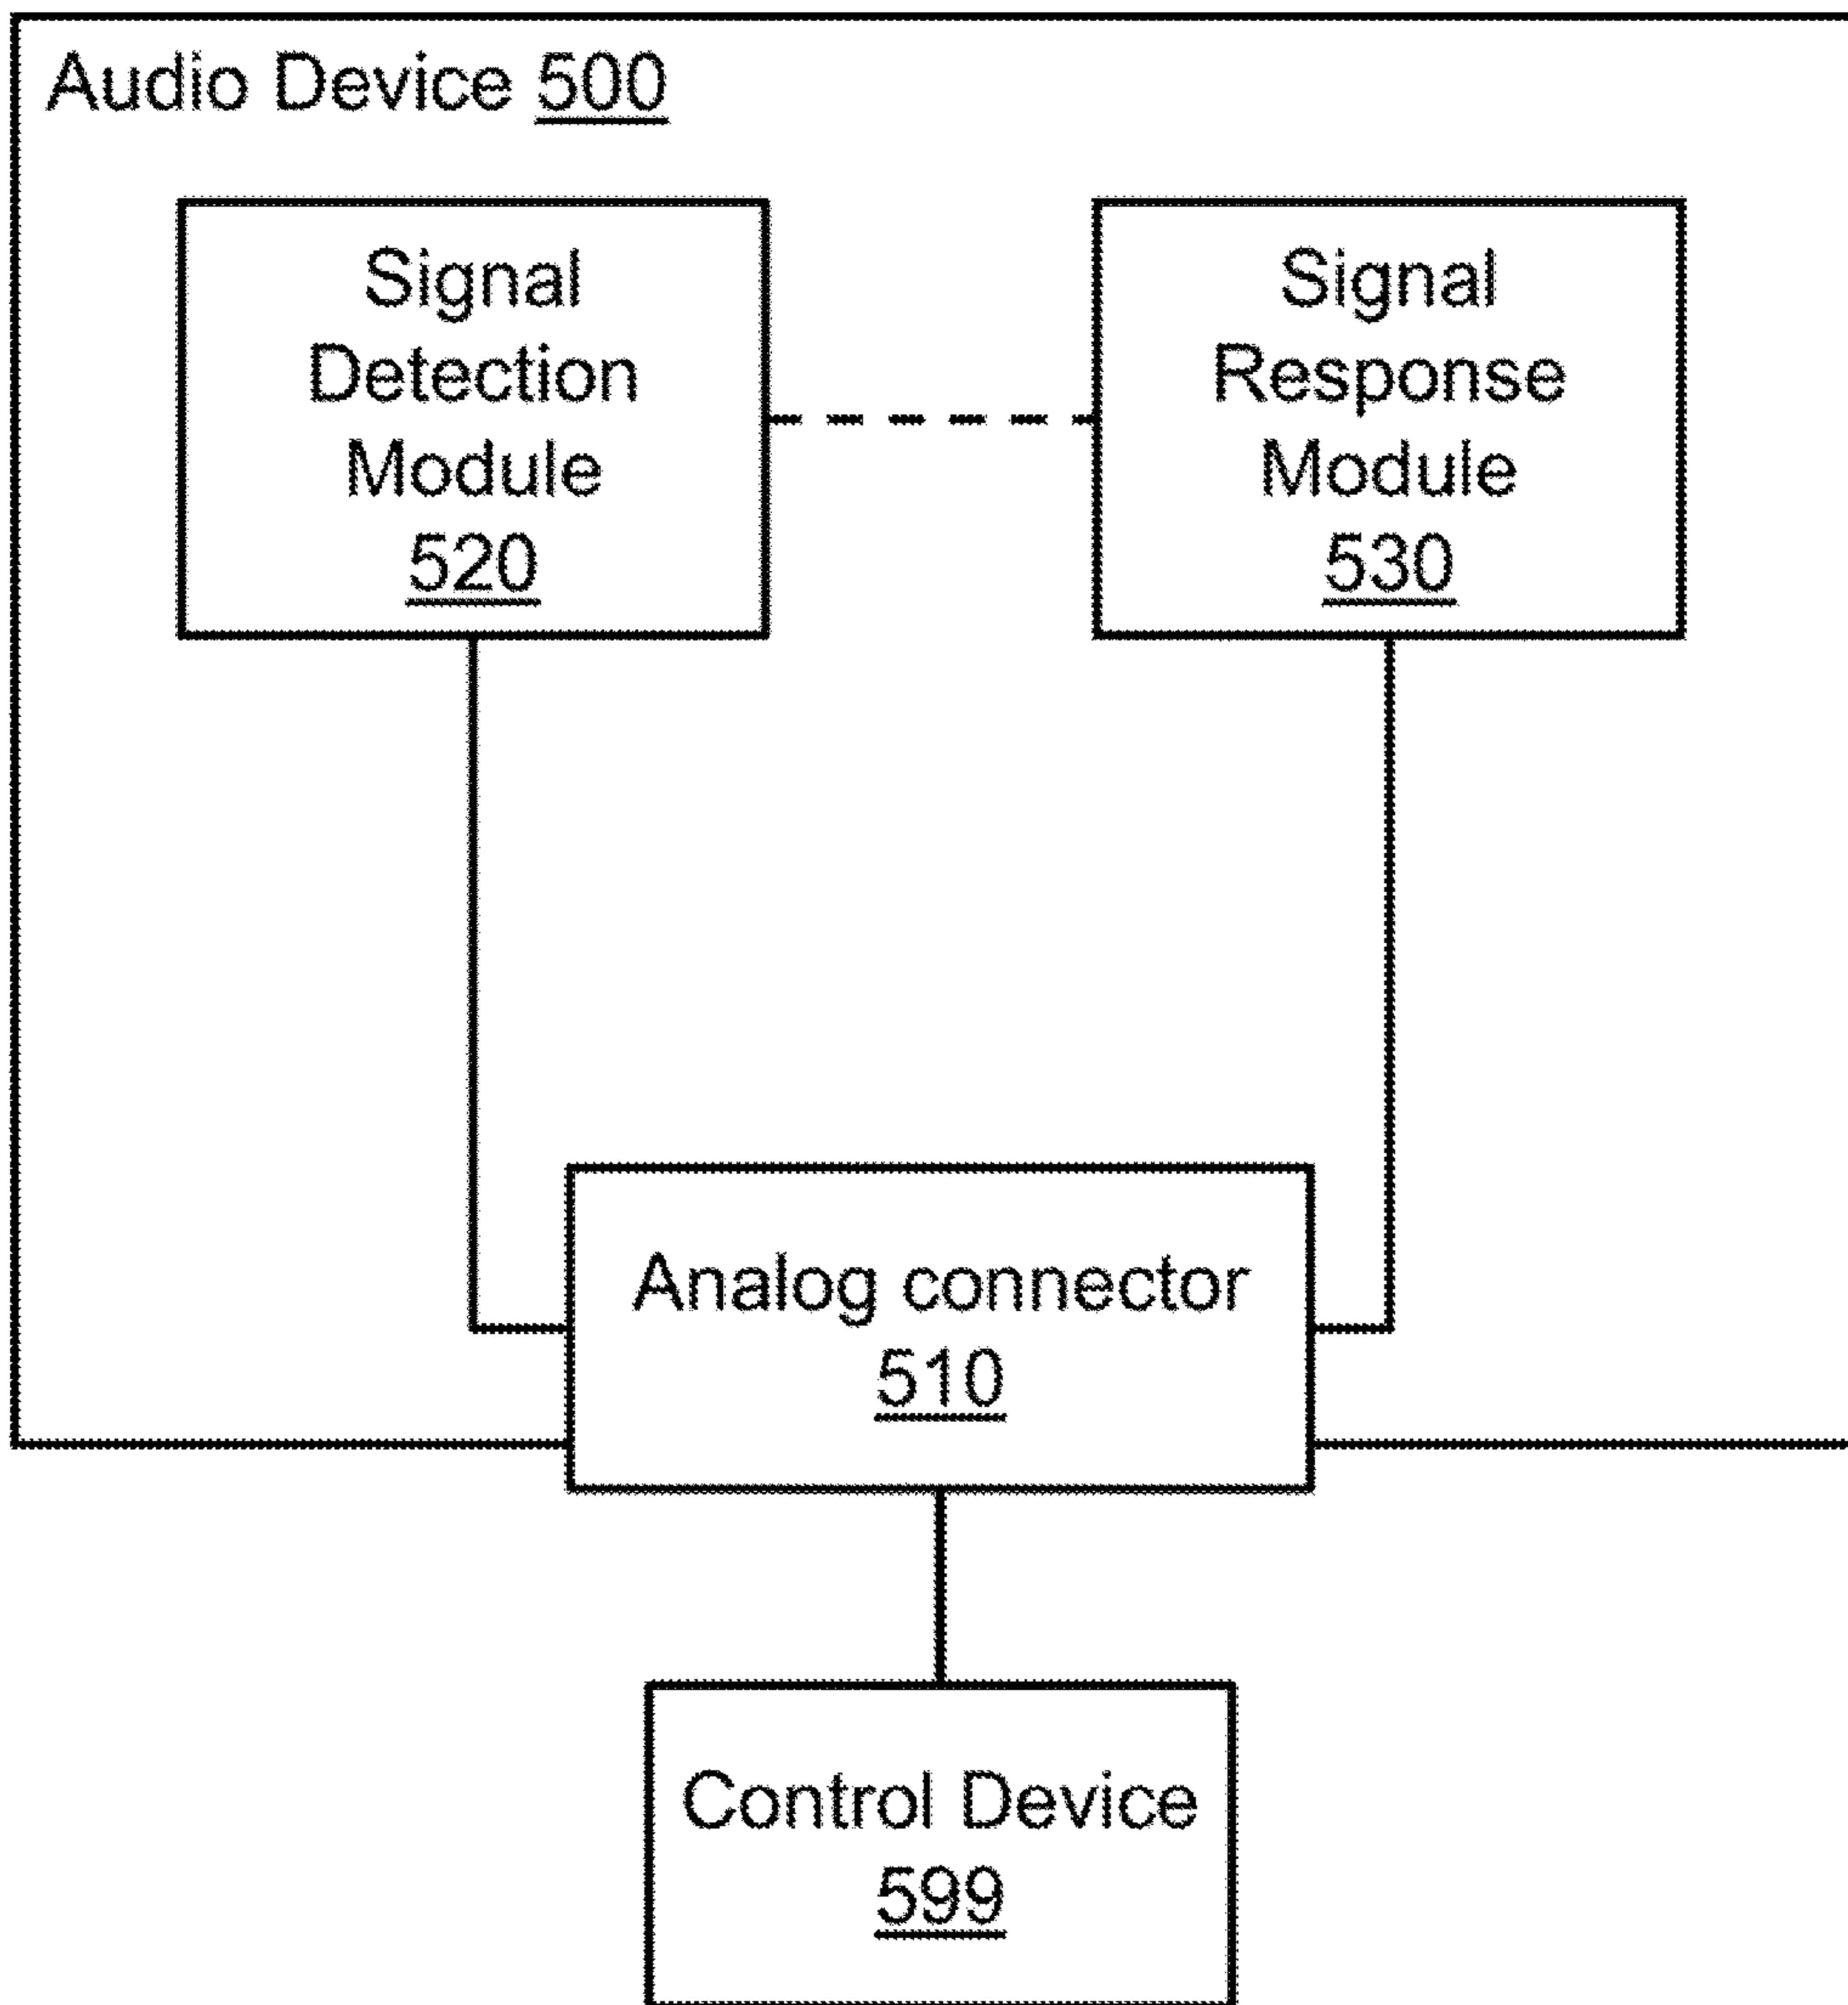 Audio Device 500
Signal
Detection
Module
520
Signal
Response
Module
530
Analog connector
510
Control Device
599